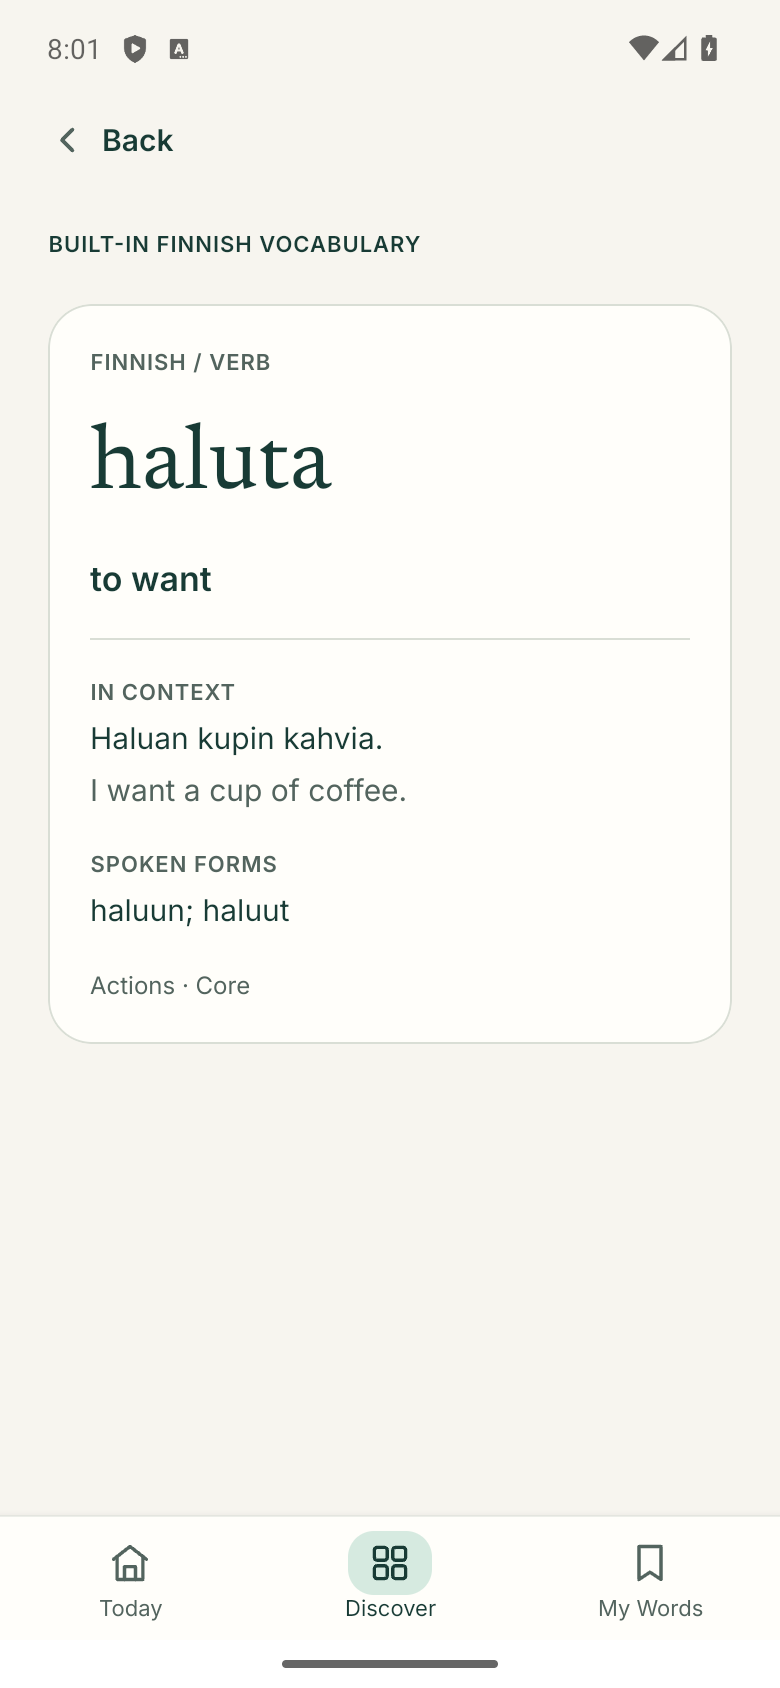 8:01
Back
BUILT-IN FINNISH VOCABULARY
FINNISH / VERB
haluta
to want
IN CONTEXT
Haluan kupin kahvia.
I want a cup of coffee.
SPOKEN FORMS
haluun; haluut
Actions · Core
Today
Discover
My Words